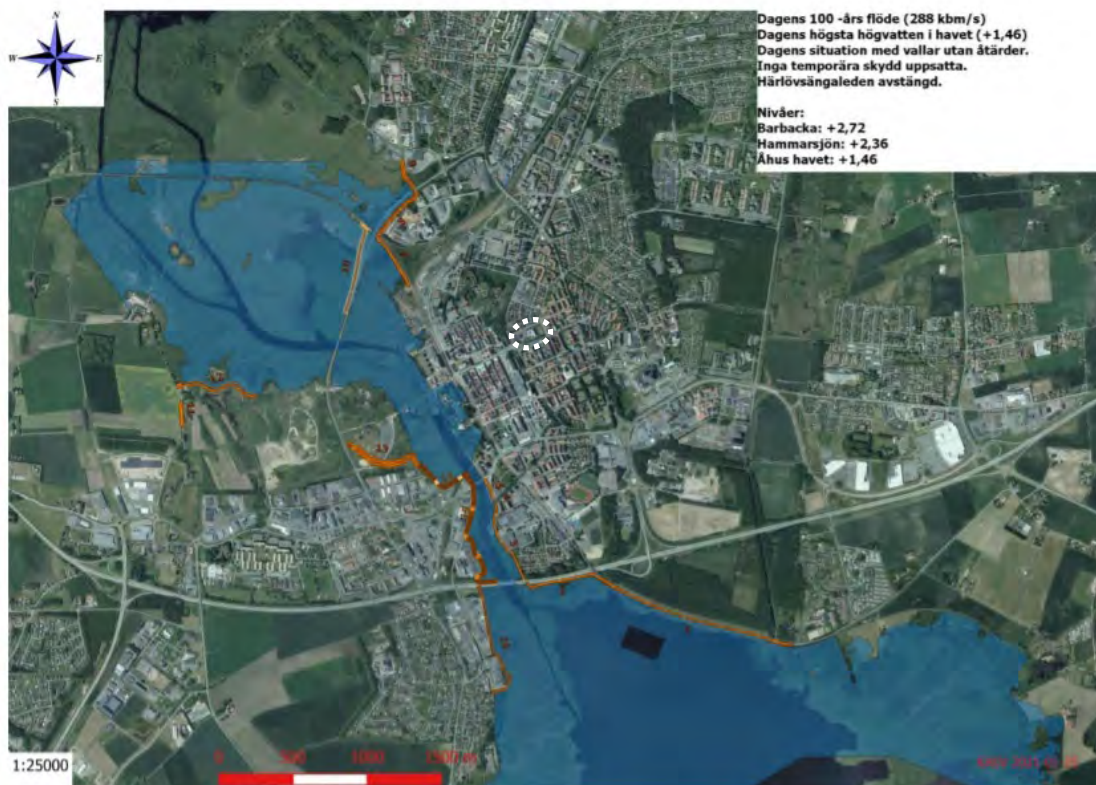 N
W E
S
Dagens 100 -års flöde (288 kbm/s)
Dagens högsta högvatten i havet (+1,46)
Dagens situation med vallar utan åtärder.
Inga temporära skydd uppsatta.
Härlövsängaleden avstängd.
Nivåer:
Barbacka: +2,72
Hammarsjön: +2,36
Åhus havet: +1,46
1:25000
0 500 1000 1500 m